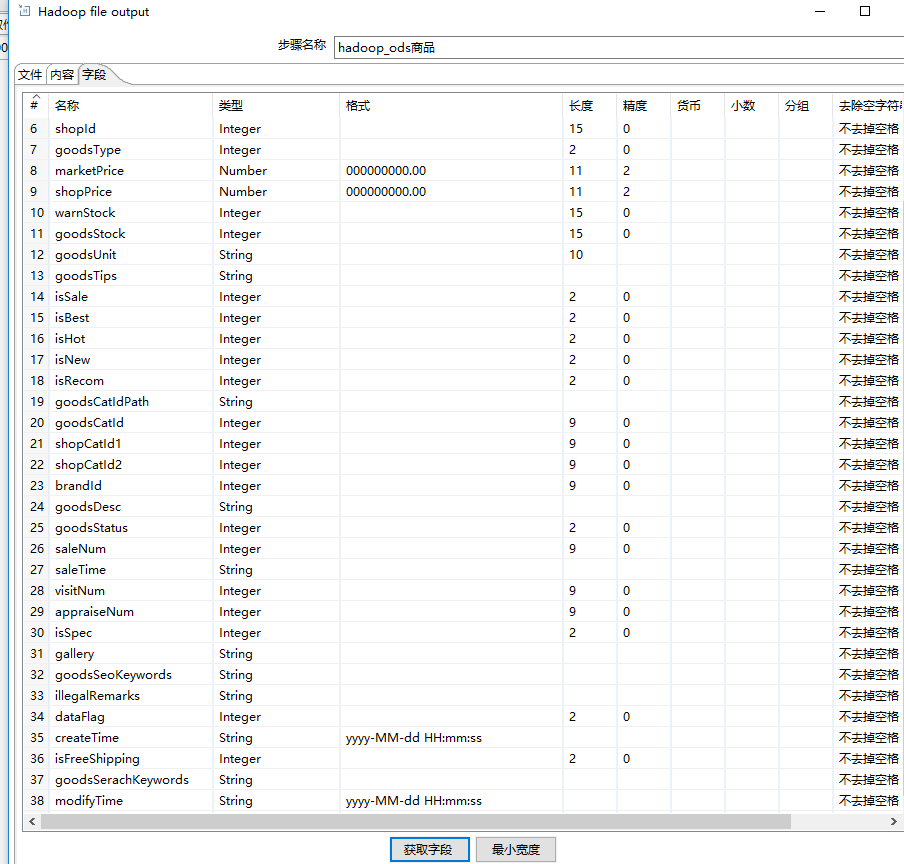 Hadoop file output
步骤名称 hadoop_ods商品
文件 内容 字段
# 名称 类型 格式 长度 精度 货币 小数 分组 去除空字符
6 shopId Integer 15 0 不去掉空格
7 goodsType Integer 2 0 不去掉空格
8 marketPrice Number 000000000.00 11 2 不去掉空格
9 shopPrice Number 000000000.00 11 2 不去掉空格
10 warnStock Integer 15 0 不去掉空格
11 goodsStock Integer 15 0 不去掉空格
12 goodsUnit String 10 不去掉空格
13 goodsTips String 不去掉空格
14 isSale Integer 2 0 不去掉空格
15 isBest Integer 2 0 不去掉空格
16 isHot Integer 2 0 不去掉空格
17 isNew Integer 2 0 不去掉空格
18 isRecom Integer 2 0 不去掉空格
19 goodsCatIdPath String 不去掉空格
20 goodsCatId Integer 9 0 不去掉空格
21 shopCatId1 Integer 9 0 不去掉空格
22 shopCatId2 Integer 9 0 不去掉空格
23 brandId Integer 9 0 不去掉空格
24 goodsDesc String 不去掉空格
25 goodsStatus Integer 2 0 不去掉空格
26 saleNum Integer 9 0 不去掉空格
27 saleTime String 不去掉空格
28 visitNum Integer 9 0 不去掉空格
29 appraiseNum Integer 9 0 不去掉空格
30 isSpec Integer 2 0 不去掉空格
31 gallery String 不去掉空格
32 goodsSeoKeywords String 不去掉空格
33 illegalRemarks String 不去掉空格
34 dataFlag Integer 2 0 不去掉空格
35 createTime String yyyy-MM-dd HH:mm:ss 不去掉空格
36 isFreeShipping Integer 2 0 不去掉空格
37 goodsSerachKeywords String 不去掉空格
38 modifyTime String yyyy-MM-dd HH:mm:ss 不去掉空格
获取字段 最小宽度